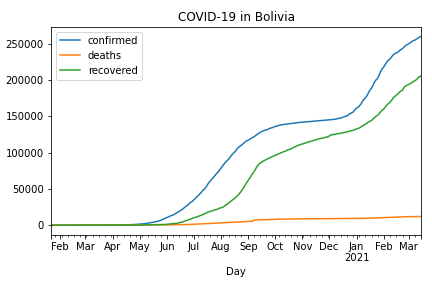 COVID-19 in Bolivia
confirmed
deaths
recovered
250000
200000
150000
100000
50000
0
Feb Mar Apr May Jun Jul Aug Sep Oct Nov Dec Jan Feb Mar
2021
Day